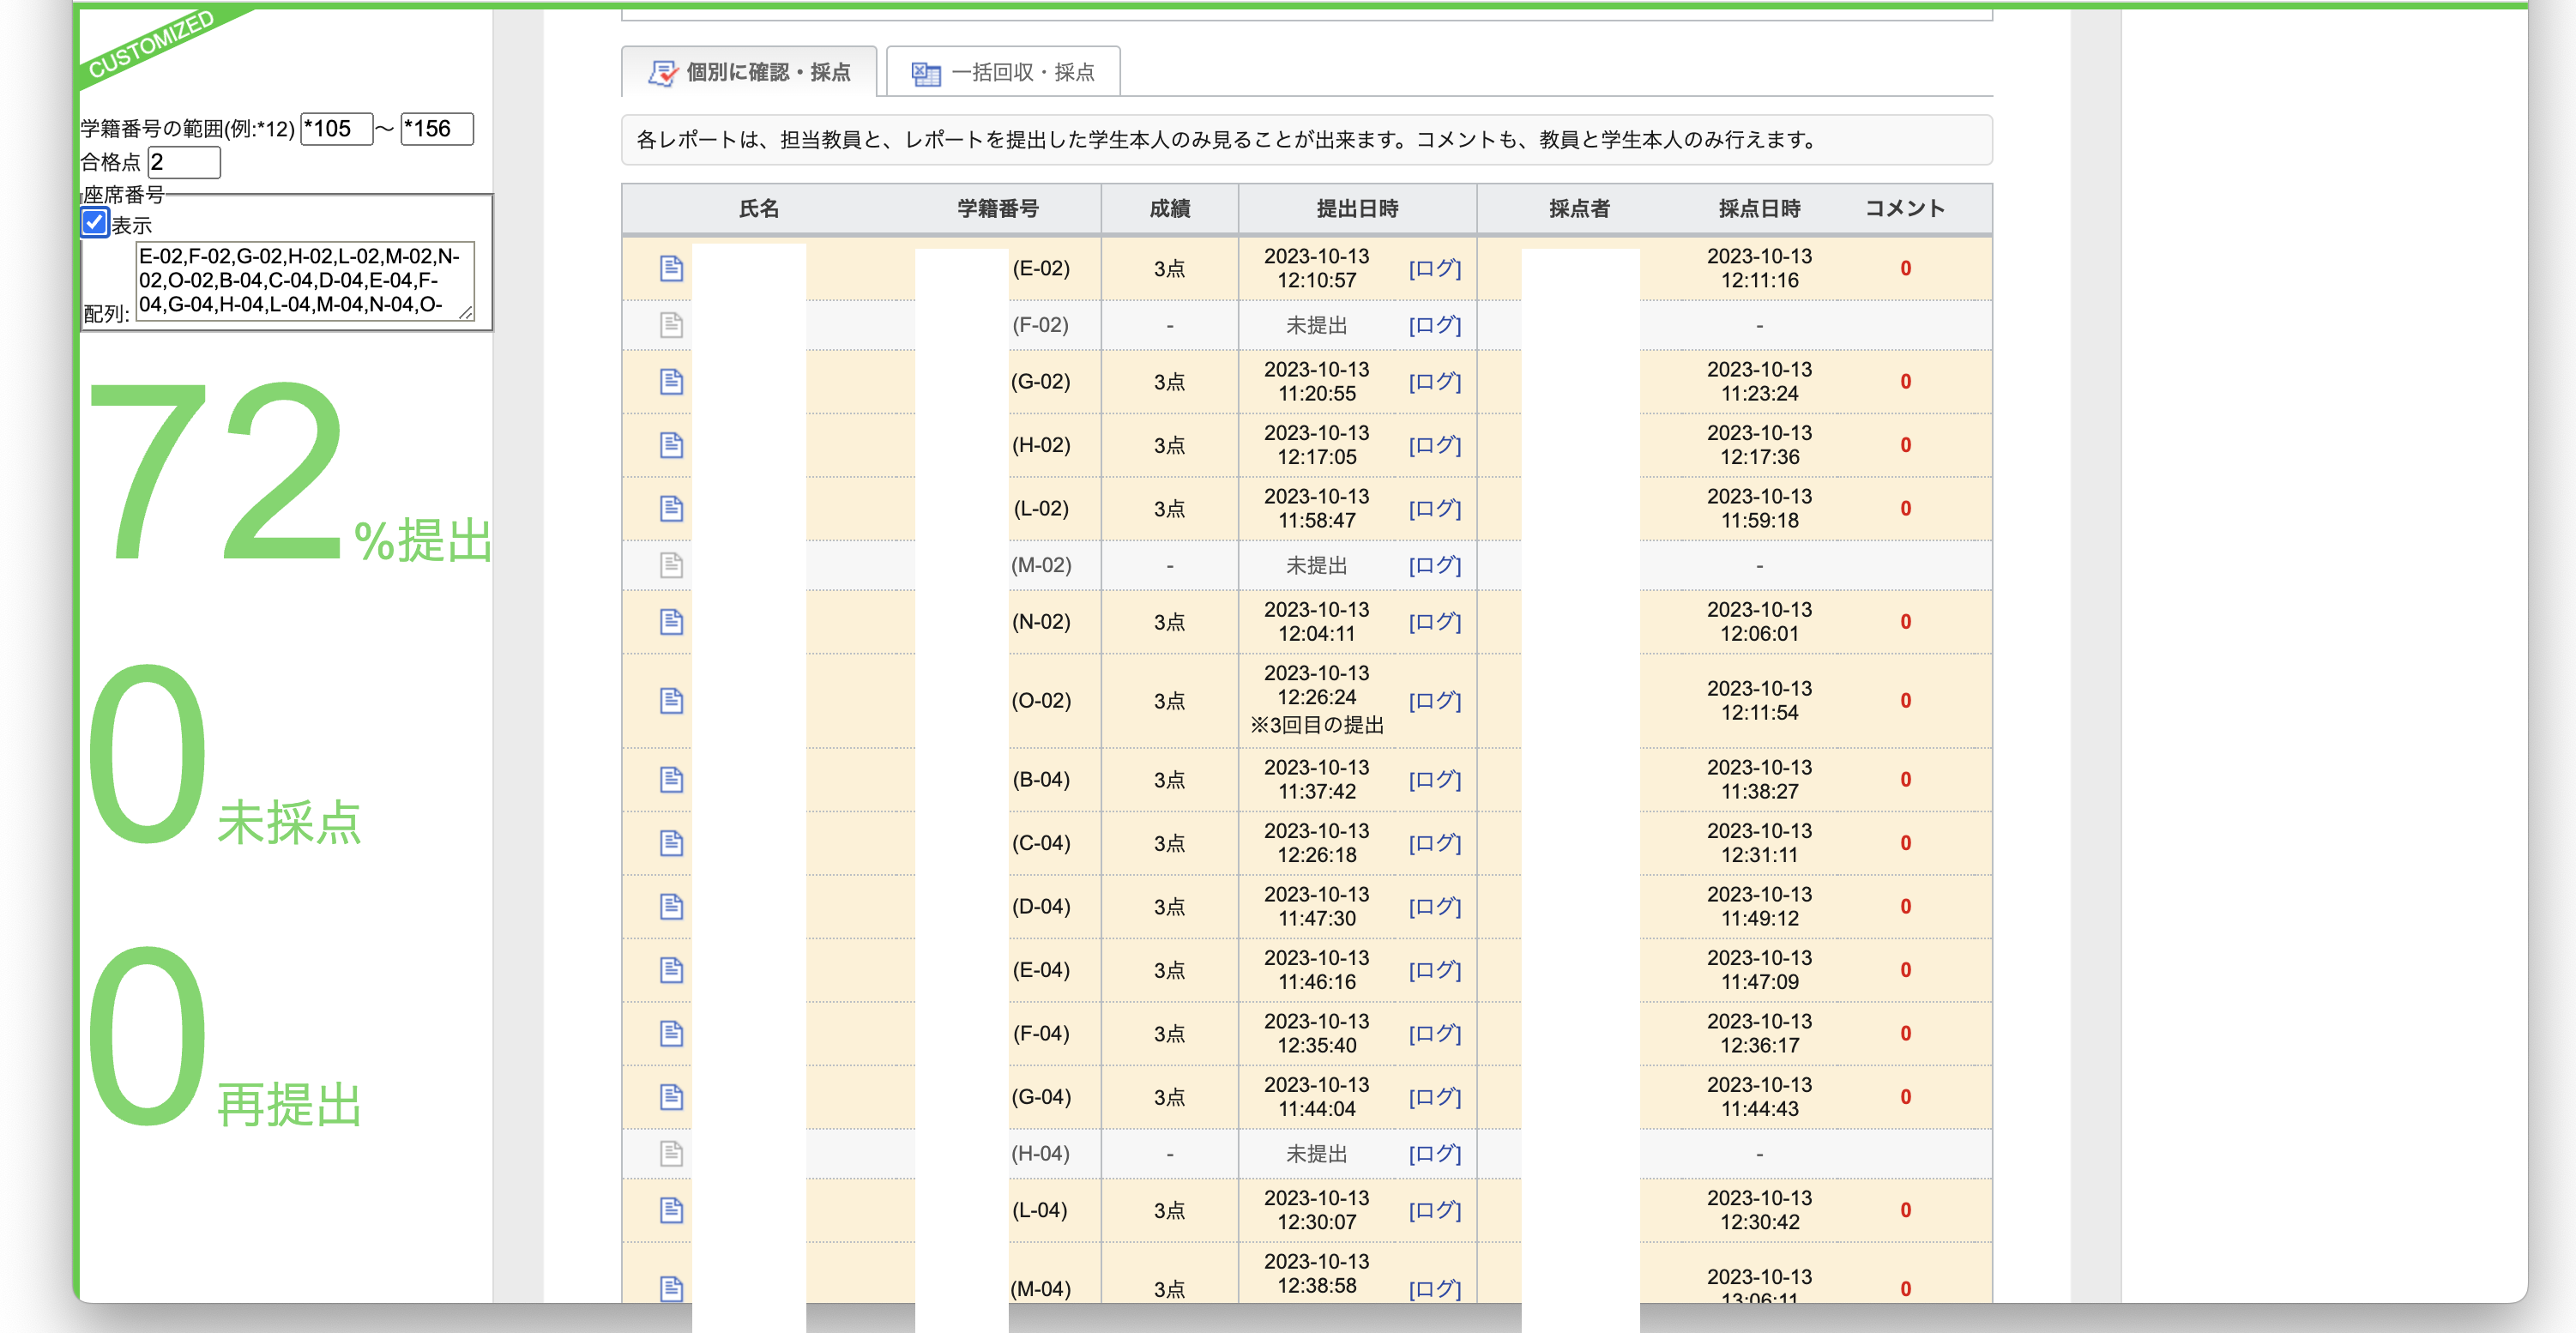 CUSTOMIZED
学籍番号の範囲(例:*12) *105 ～ *156
合格点 2
座席番号
表示
配列: E-02,F-02,G-02,H-02,L-02,M-02,N-
02,O-02,B-04,C-04,D-04,E-04,F-
04,G-04,H-04,L-04,M-04,N-04,O-
72%提出
0未採点
0再提出
個別に確認・採点 一括回収・採点
各レポートは、担当教員と、レポートを提出した学生本人のみ見ることが出来ます。コメントも、教員と学生本人のみ行えます。
氏名 学籍番号 成績 提出日時 採点者 採点日時 コメント
(E-02) 3点 2023-10-13 12:10:57 [ログ] 2023-10-13 12:11:16 0
(F-02) - 未提出 [ログ] -
(G-02) 3点 2023-10-13 11:20:55 [ログ] 2023-10-13 11:23:24 0
(H-02) 3点 2023-10-13 12:17:05 [ログ] 2023-10-13 12:17:36 0
(L-02) 3点 2023-10-13 11:58:47 [ログ] 2023-10-13 11:59:18 0
(M-02) - 未提出 [ログ] -
(N-02) 3点 2023-10-13 12:04:11 [ログ] 2023-10-13 12:06:01 0
(O-02) 3点 2023-10-13 12:26:24 ※3回目の提出 [ログ] 2023-10-13 12:11:54 0
(B-04) 3点 2023-10-13 11:37:42 [ログ] 2023-10-13 11:38:27 0
(C-04) 3点 2023-10-13 12:26:18 [ログ] 2023-10-13 12:31:11 0
(D-04) 3点 2023-10-13 11:47:30 [ログ] 2023-10-13 11:49:12 0
(E-04) 3点 2023-10-13 11:46:16 [ログ] 2023-10-13 11:47:09 0
(F-04) 3点 2023-10-13 12:35:40 [ログ] 2023-10-13 12:36:17 0
(G-04) 3点 2023-10-13 11:44:04 [ログ] 2023-10-13 11:44:43 0
(H-04) - 未提出 [ログ] -
(L-04) 3点 2023-10-13 12:30:07 [ログ] 2023-10-13 12:30:42 0
(M-04) 3点 2023-10-13 12:38:58 [ログ] 2023-10-13 13:06:11 0